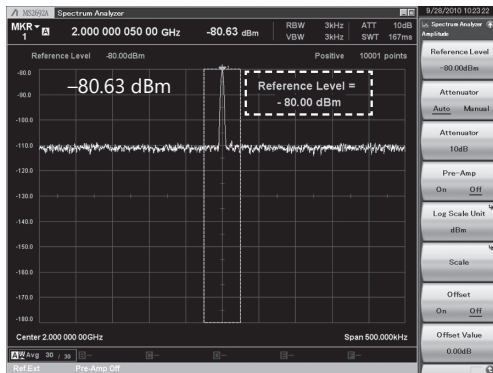 MS2692A Spectrum Analyzer
9/28/2010 10:23:22
MKR 1 A 2.000 000 050 00 GHz -80.63 dBm
RBW 3kHz
VBW 3kHz
ATT 10dB
SWT 167ms
Reference Level -80.00dBm
Positive 10001 points
−80.63 dBm
Reference Level =
- 80.00 dBm
-80.0
-90.0
-100.0
-110.0
-120.0
-130.0
-140.0
-150.0
-160.0
-170.0
-180.0
Center 2.000 000 00GHz
Span 500.000kHz
Avg 30 / 30
Ref.Ext Pre-Amp Off
Spectrum Analyzer
Amplitude
Reference Level
-80.00dBm
Attenuator
Auto Manual
Attenuator
10dB
Pre-Amp
On Off
Log Scale Unit
dBm
Scale
Offset
On Off
Offset Value
0.00dB